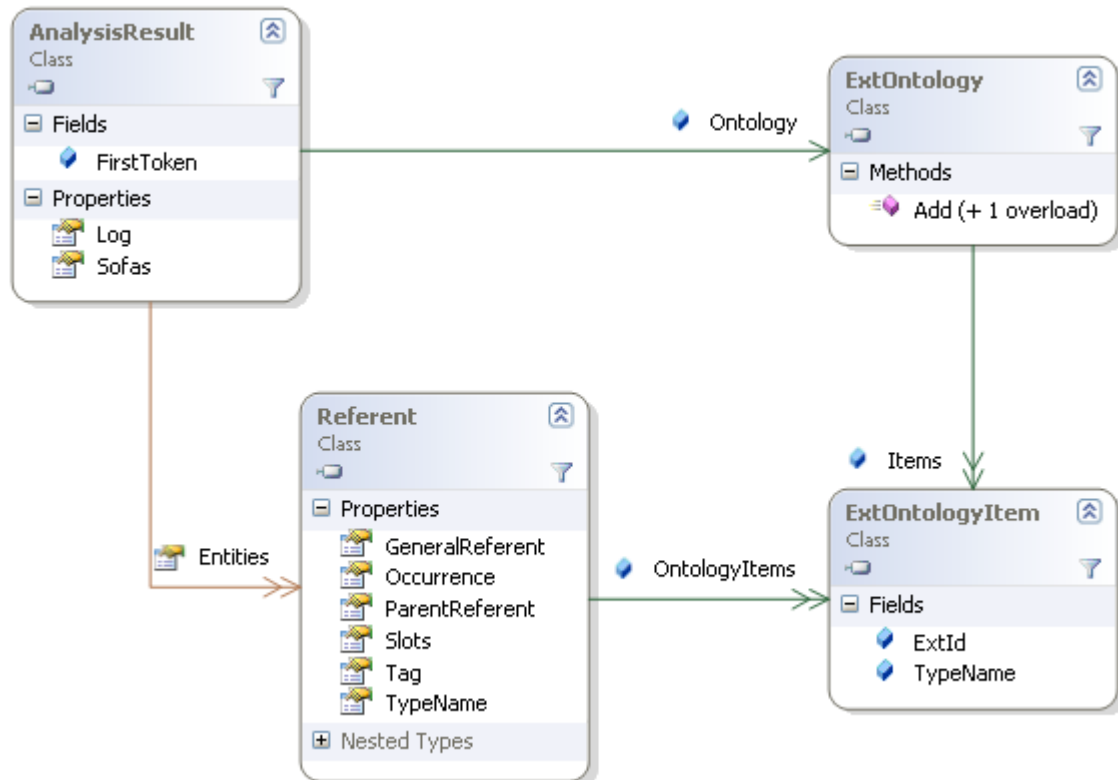 AnalysisResult
Class
Fields
FirstToken
Properties
Log
Sofas
Ontology
ExtOntology
Class
Methods
Add (+ 1 overload)
Entities
Referent
Class
Properties
GeneralReferent
Occurrence
ParentReferent
Slots
Tag
TypeName
Nested Types
OntologyItems
Items
ExtOntologyItem
Class
Fields
ExtId
TypeName